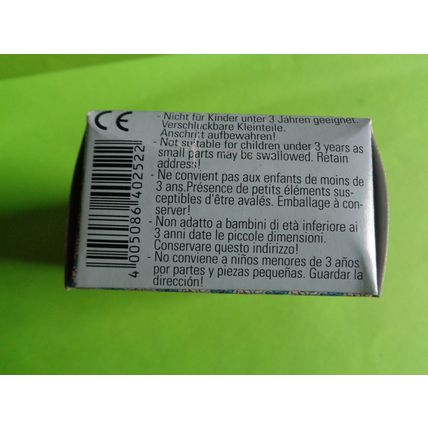 CE
- Nicht für Kinder unter 3 Jahren geeignet.
Verschluckbare Kleinteile.
Anschrift aufbewahren!
- Not suitable for children under 3 years as
small parts may be swallowed. Retain
address!
- Ne convient pas aux enfants de moins de
3 ans.Présence de petits éléments sus-
ceptibles d'être avalés. Emballage à con-
server!
- Non adatto a bambini di età inferiore ai
3 anni date le piccole dimensioni.
Conservare questo indirizzo!
- No conviene a niños menores de 3 años
por partes y piezas pequeñas. Guardar la
dirección!
4 005086 402522